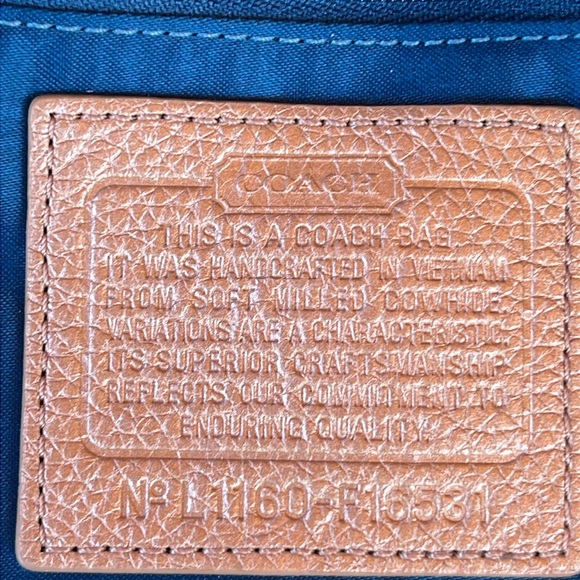 COACH
THIS IS A COACH BAG.
IT WAS HANDCRAFTED IN VIETNAM
FROM SOFT MILLED COWHIDE.
VARIATIONS ARE A CHARACTERISTIC.
ITS SUPERIOR CRAFTSMANSHIP
REFLECTS OUR COMMITMENT TO
ENDURING QUALITY.
Nº L1160-F16531